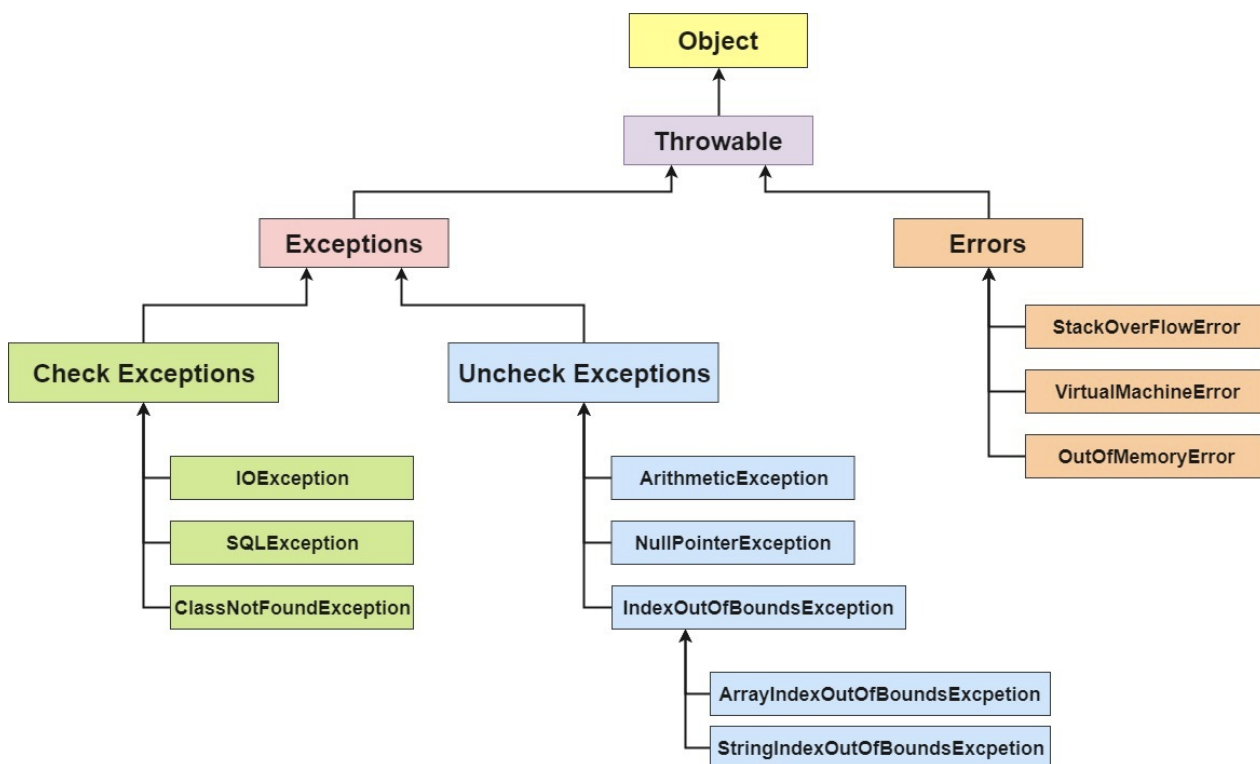 Object
Throwable
Exceptions
Errors
Check Exceptions
Uncheck Exceptions
StackOverFlowError
VirtualMachineError
OutOfMemoryError
IOException
SQLException
ClassNotFoundException
ArithmeticException
NullPointerException
IndexOutOfBoundsException
ArrayIndexOutOfBoundsExcpetion
StringIndexOutOfBoundsExcpetion